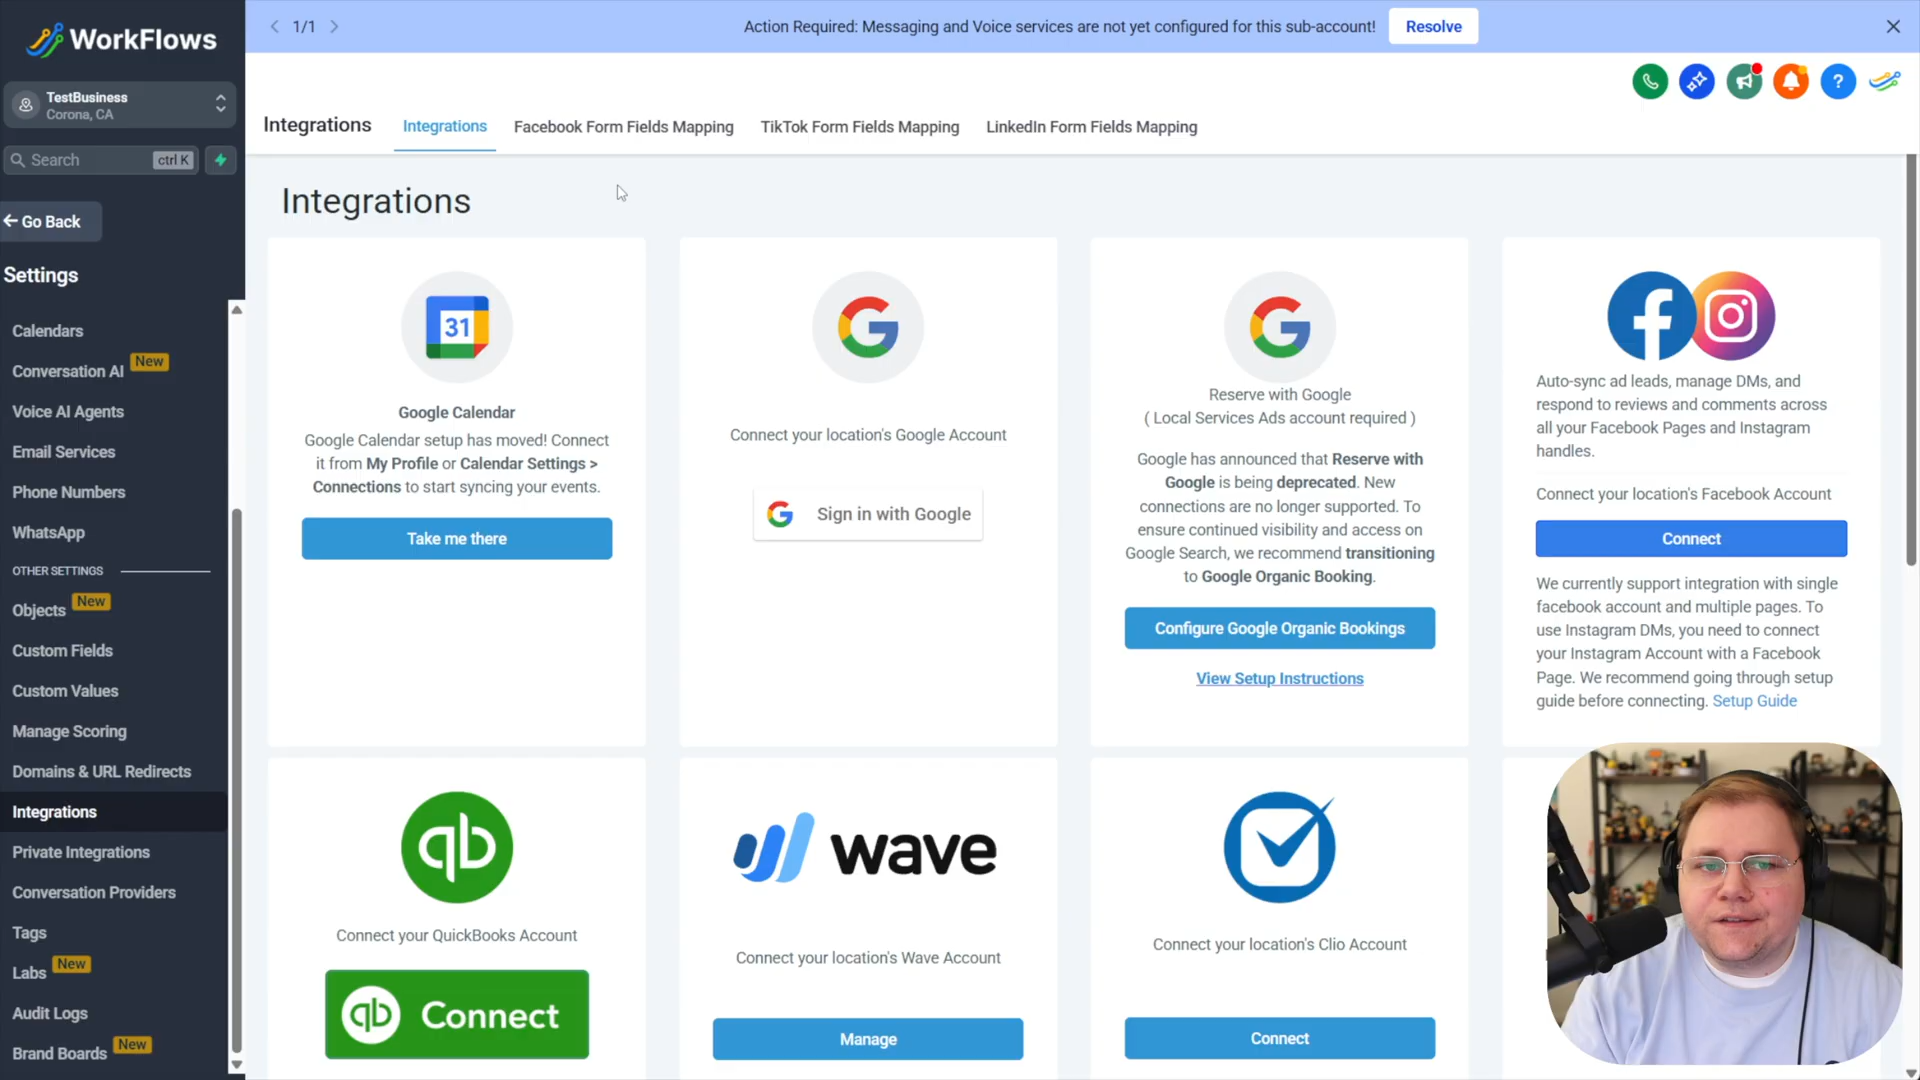 WorkFlows
TestBusiness
Corona, CA
Search
ctrl K
Go Back
Settings
Calendars
Conversation AI New
Voice AI Agents
Email Services
Phone Numbers
WhatsApp
OTHER SETTINGS
Objects New
Custom Fields
Custom Values
Manage Scoring
Domains & URL Redirects
Integrations
Private Integrations
Conversation Providers
Tags
Labs New
Audit Logs
Brand Boards New
1/1
Action Required: Messaging and Voice services are not yet configured for this sub-account!
Resolve
Integrations
Integrations
Facebook Form Fields Mapping
TikTok Form Fields Mapping
LinkedIn Form Fields Mapping
Integrations
31
Google Calendar
Google Calendar setup has moved! Connect
it from My Profile or Calendar Settings >
Connections to start syncing your events.
Take me there
Connect your location's Google Account
Sign in with Google
Reserve with Google
( Local Services Ads account required )
Google has announced that Reserve with
Google is being deprecated. New
connections are no longer supported. To
ensure continued visibility and access on
Google Search, we recommend transitioning
to Google Organic Booking.
Configure Google Organic Bookings
View Setup Instructions
Auto-sync ad leads, manage DMs, and
respond to reviews and comments across
all your Facebook Pages and Instagram
handles.
Connect your location's Facebook Account
Connect
We currently support integration with single
facebook account and multiple pages. To
use Instagram DMs, you need to connect
your Instagram Account with a Facebook
Page. We recommend going through setup
guide before connecting. Setup Guide
qb
Connect your QuickBooks Account
qb Connect
wave
Connect your location's Wave Account
Manage
Connect your location's Clio Account
Connect